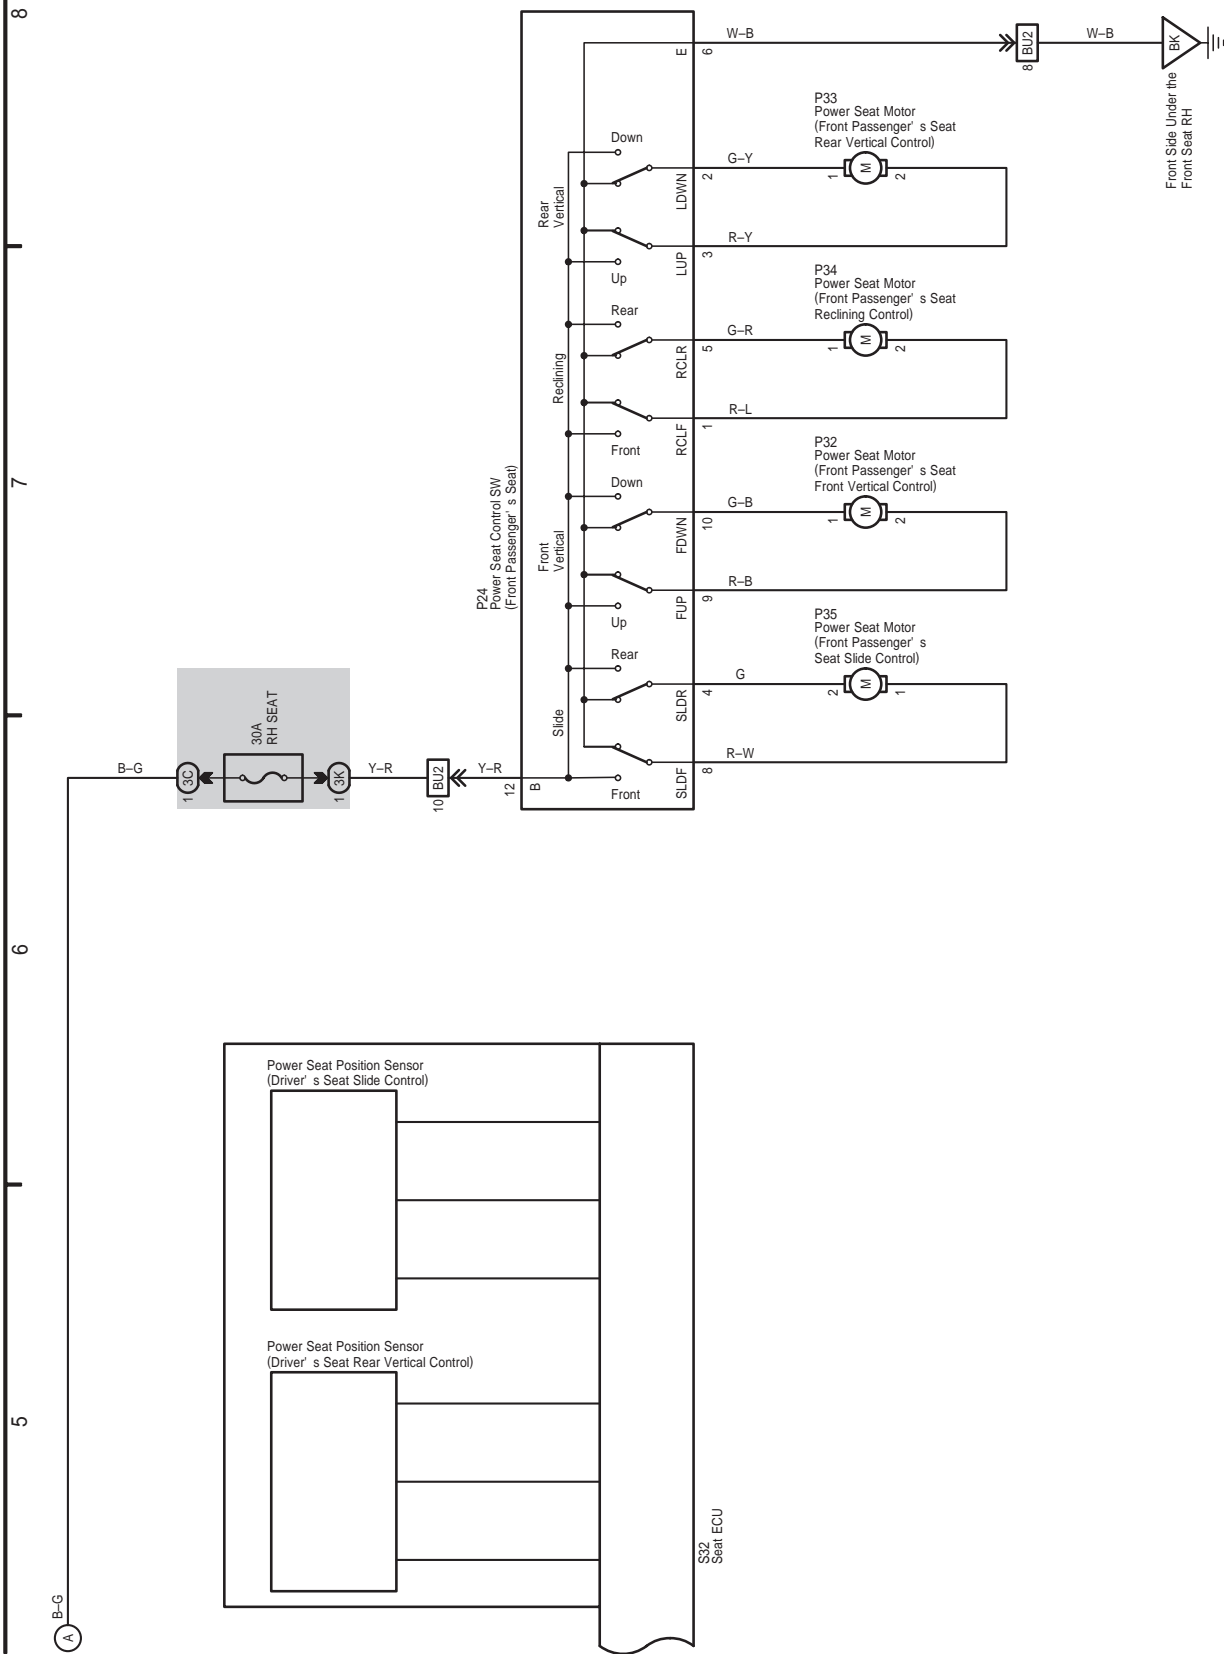 8
W–B
E
6
8
BU2
W–B
BK
Front Side Under the
Front Seat RH
P33
Power Seat Motor
(Front Passenger' s Seat
Rear Vertical Control)
Down
G–Y
LDWN
2
1
M
2
Rear
Vertical
R–Y
LUP
3
Up
P34
Power Seat Motor
(Front Passenger' s Seat
Reclining Control)
Rear
G–R
RCLR
5
1
M
2
Reclining
R–L
RCLF
1
Front
7
P24
Power Seat Control SW
(Front Passenger' s Seat)
P32
Power Seat Motor
(Front Passenger' s Seat
Front Vertical Control)
Down
G–B
FDWN
10
1
M
2
Front
Vertical
R–B
FUP
9
Up
P35
Power Seat Motor
(Front Passenger' s
Seat Slide Control)
Rear
G
SLDR
4
2
M
1
Slide
R–W
SLDF
8
Front
30A
RH SEAT
B–G
1
3C
1
3K
Y–R
10
BU2
Y–R
12
B
6
Power Seat Position Sensor
(Driver' s Seat Slide Control)
Power Seat Position Sensor
(Driver' s Seat Rear Vertical Control)
5
S32
Seat ECU
B–G
A